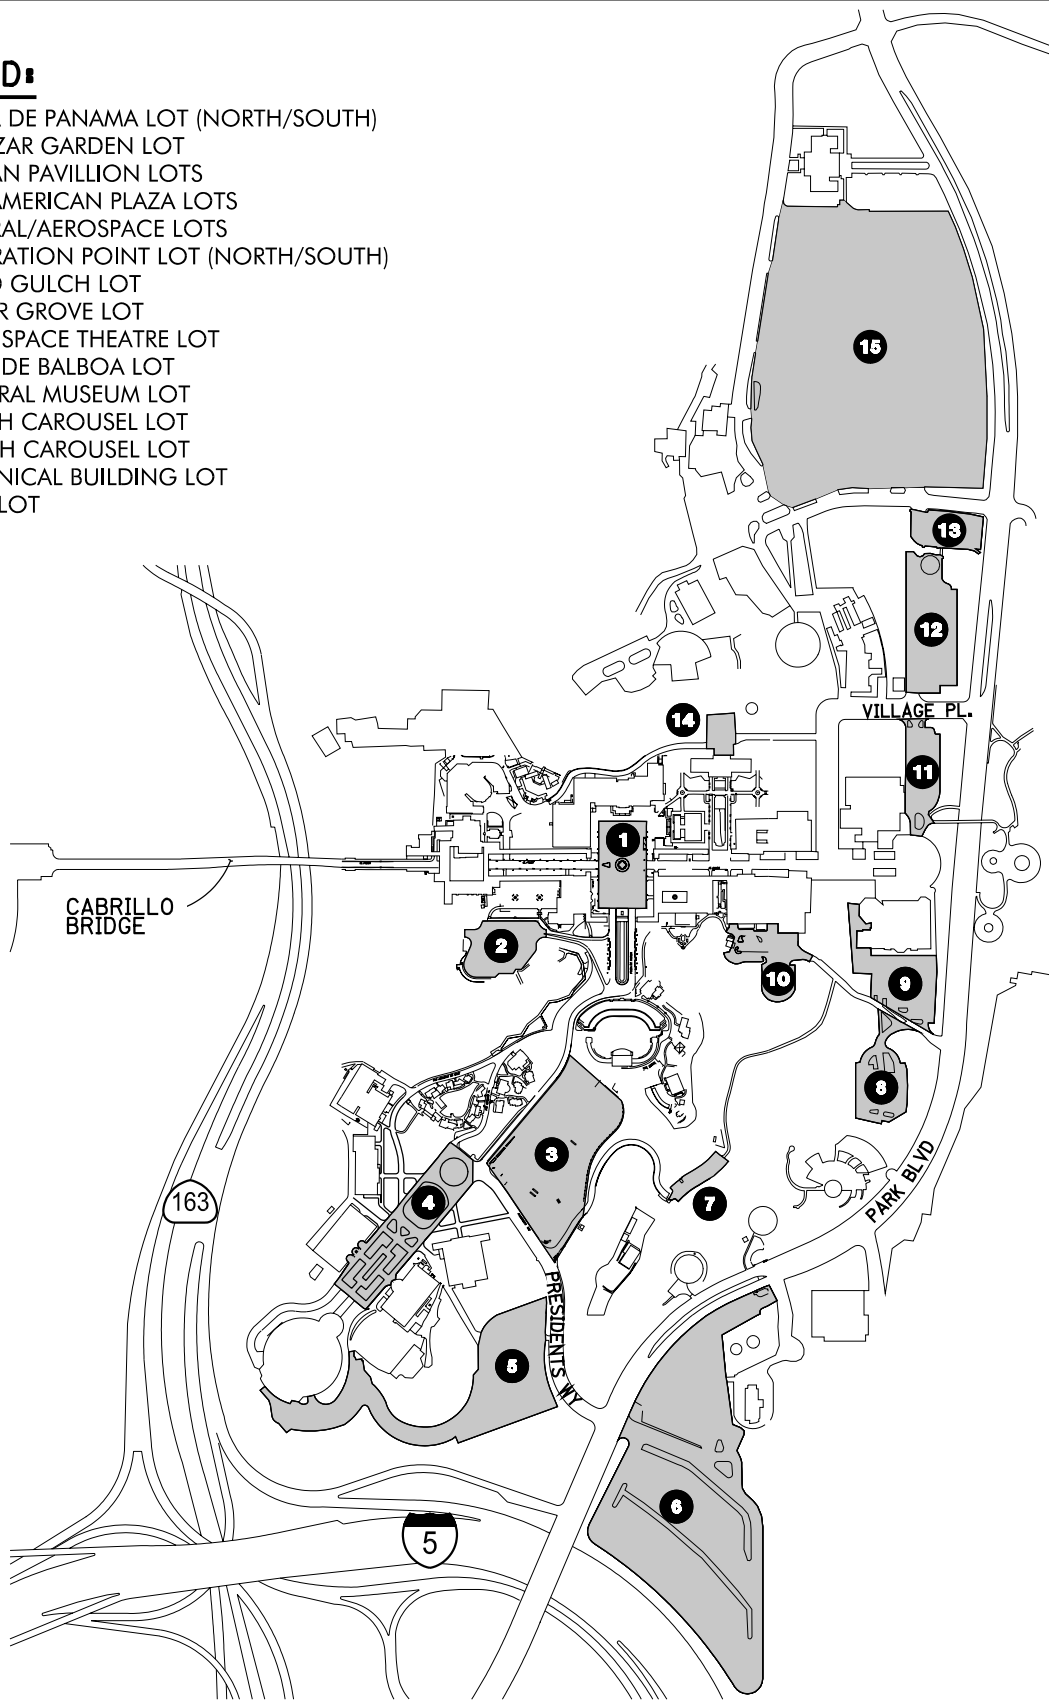 D:
DE PANAMA LOT (NORTH/SOUTH)
ZAR GARDEN LOT
AN PAVILLION LOTS
AMERICAN PLAZA LOTS
RAL/AEROSPACE LOTS
RATION POINT LOT (NORTH/SOUTH)
GULCH LOT
R GROVE LOT
SPACE THEATRE LOT
DE BALBOA LOT
RAL MUSEUM LOT
H CAROUSEL LOT
H CAROUSEL LOT
NICAL BUILDING LOT
LOT
15
13
12
VILLAGE PL.
14
11
1
CABRILLO
BRIDGE
2
10
9
8
3
PARK BLVD
4
163
7
PRESIDENTS WY
5
6
5